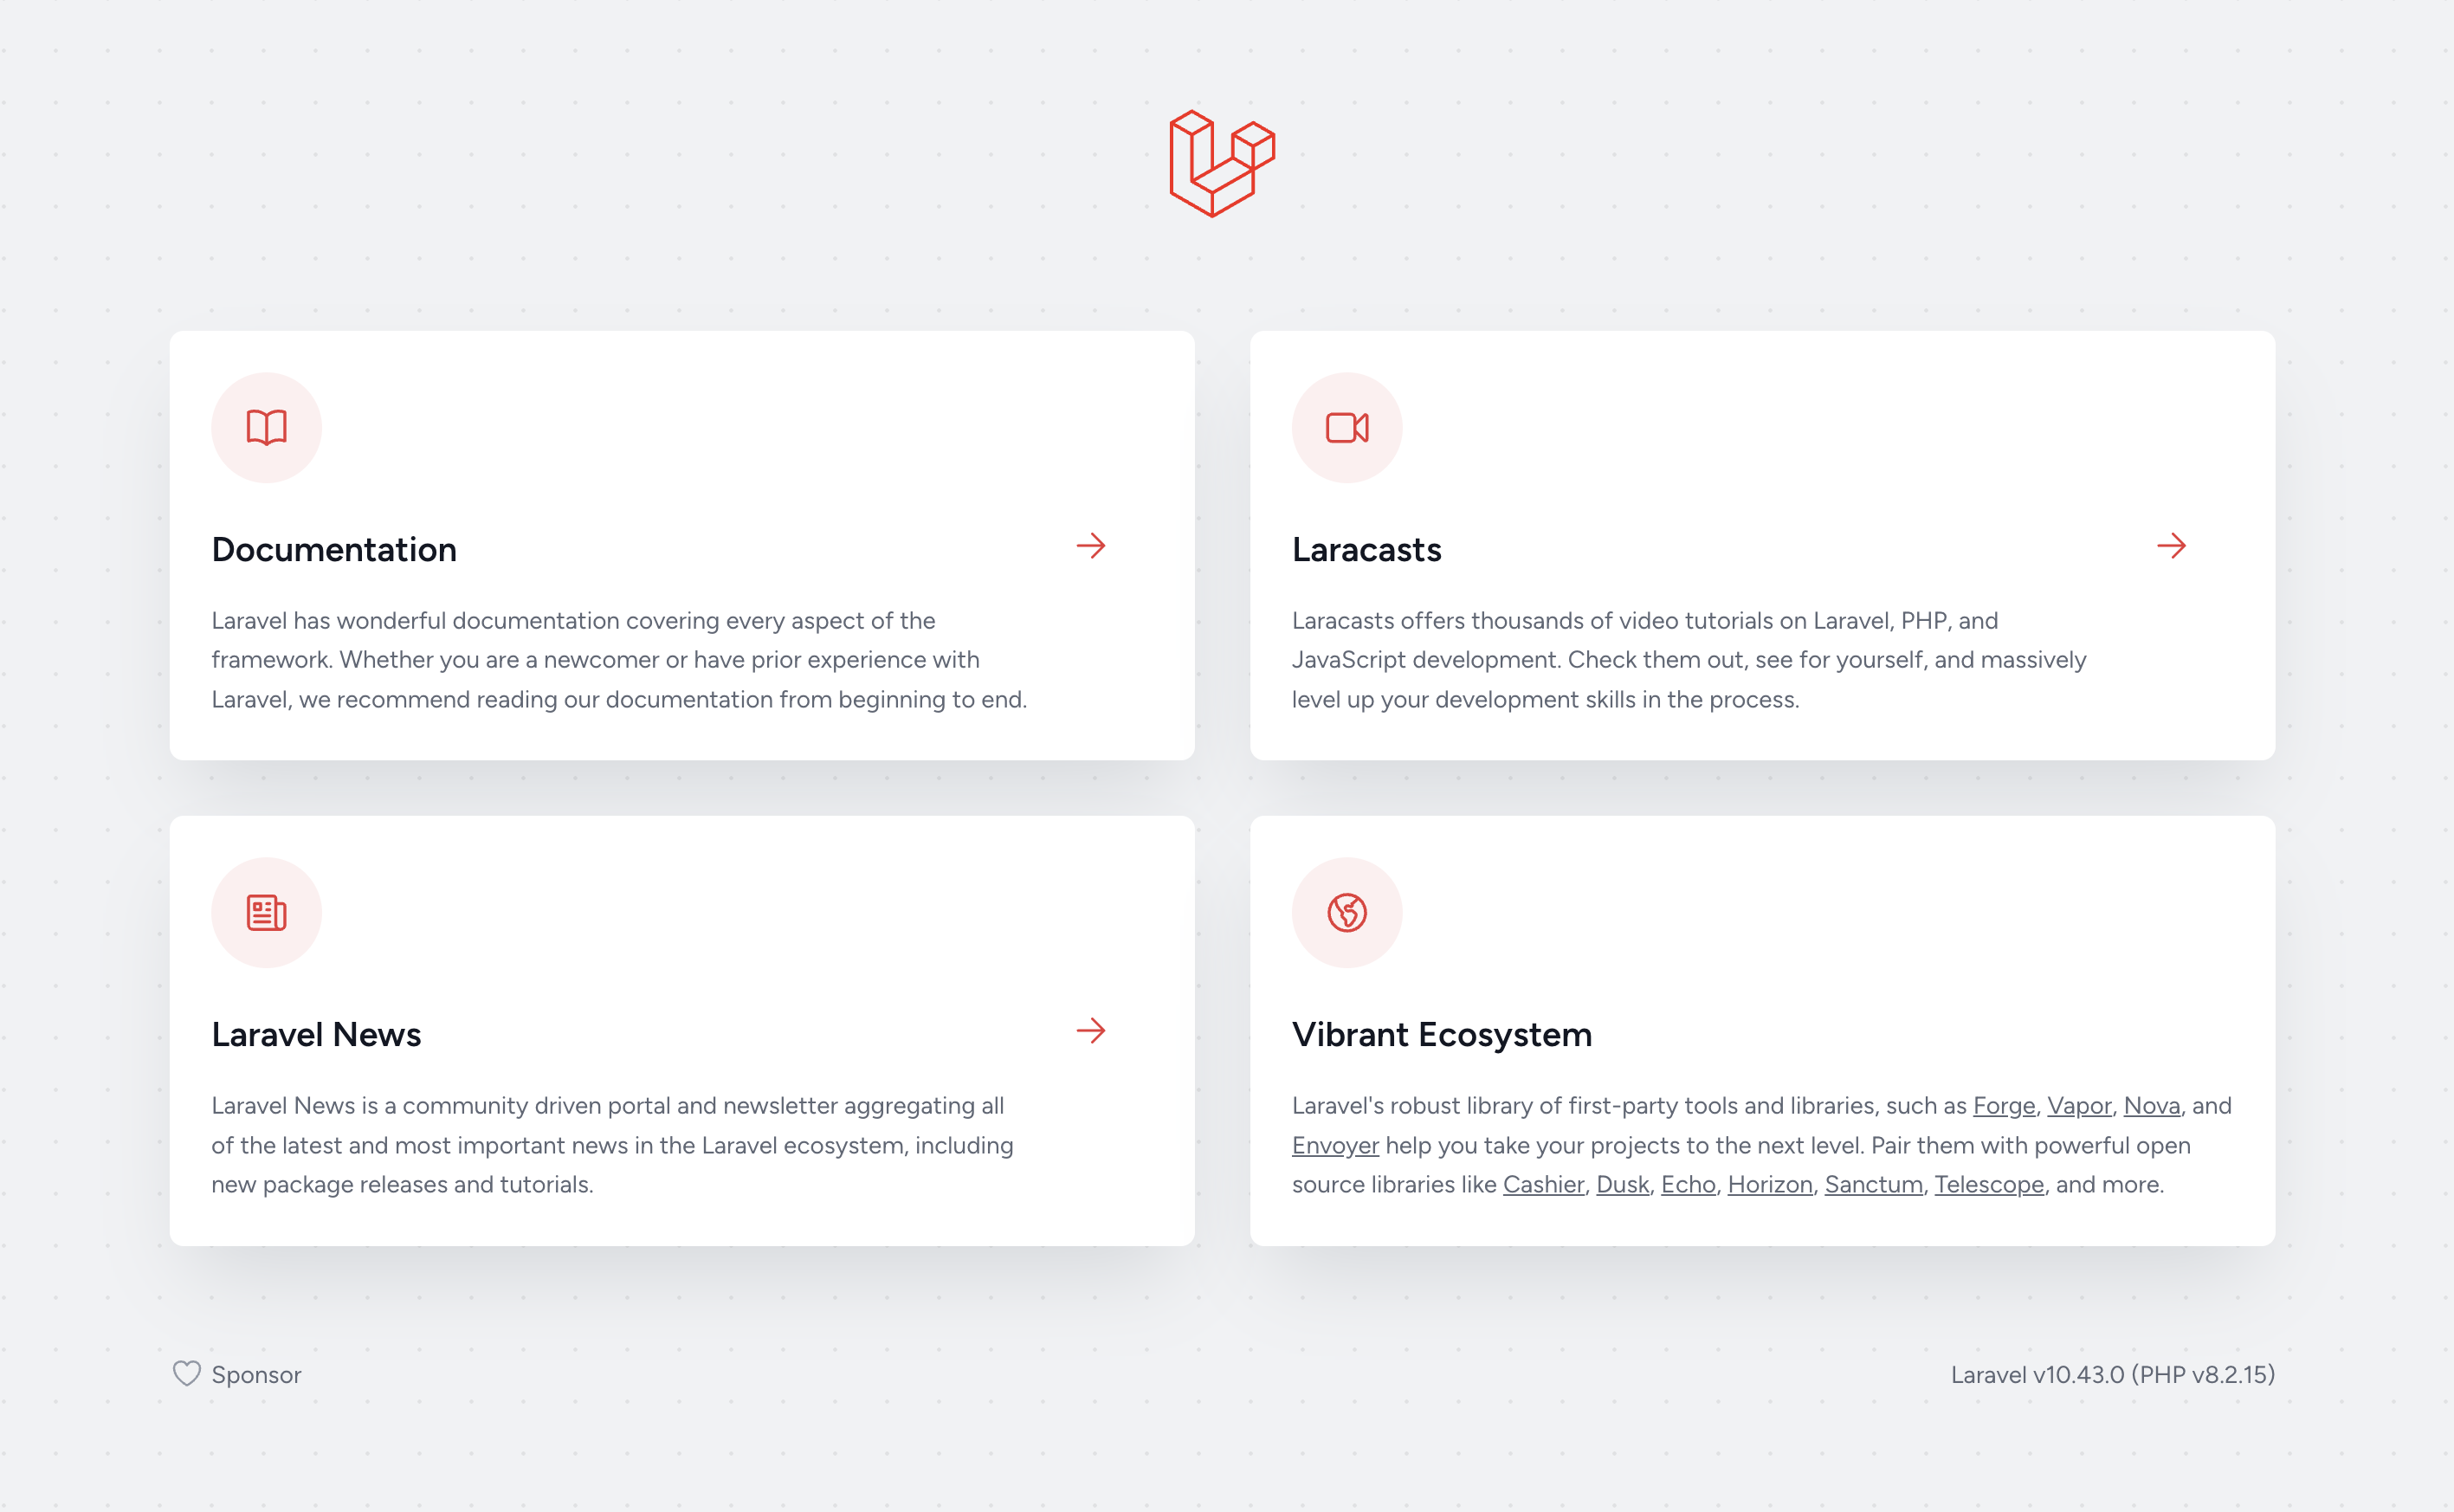 Documentation
Laravel has wonderful documentation covering every aspect of the
framework. Whether you are a newcomer or have prior experience with
Laravel, we recommend reading our documentation from beginning to end.
Laracasts
Laracasts offers thousands of video tutorials on Laravel, PHP, and
JavaScript development. Check them out, see for yourself, and massively
level up your development skills in the process.
Laravel News
Laravel News is a community driven portal and newsletter aggregating all
of the latest and most important news in the Laravel ecosystem, including
new package releases and tutorials.
Vibrant Ecosystem
Laravel's robust library of first-party tools and libraries, such as Forge, Vapor, Nova, and
Envoyer help you take your projects to the next level. Pair them with powerful open
source libraries like Cashier, Dusk, Echo, Horizon, Sanctum, Telescope, and more.
Sponsor
Laravel v10.43.0 (PHP v8.2.15)